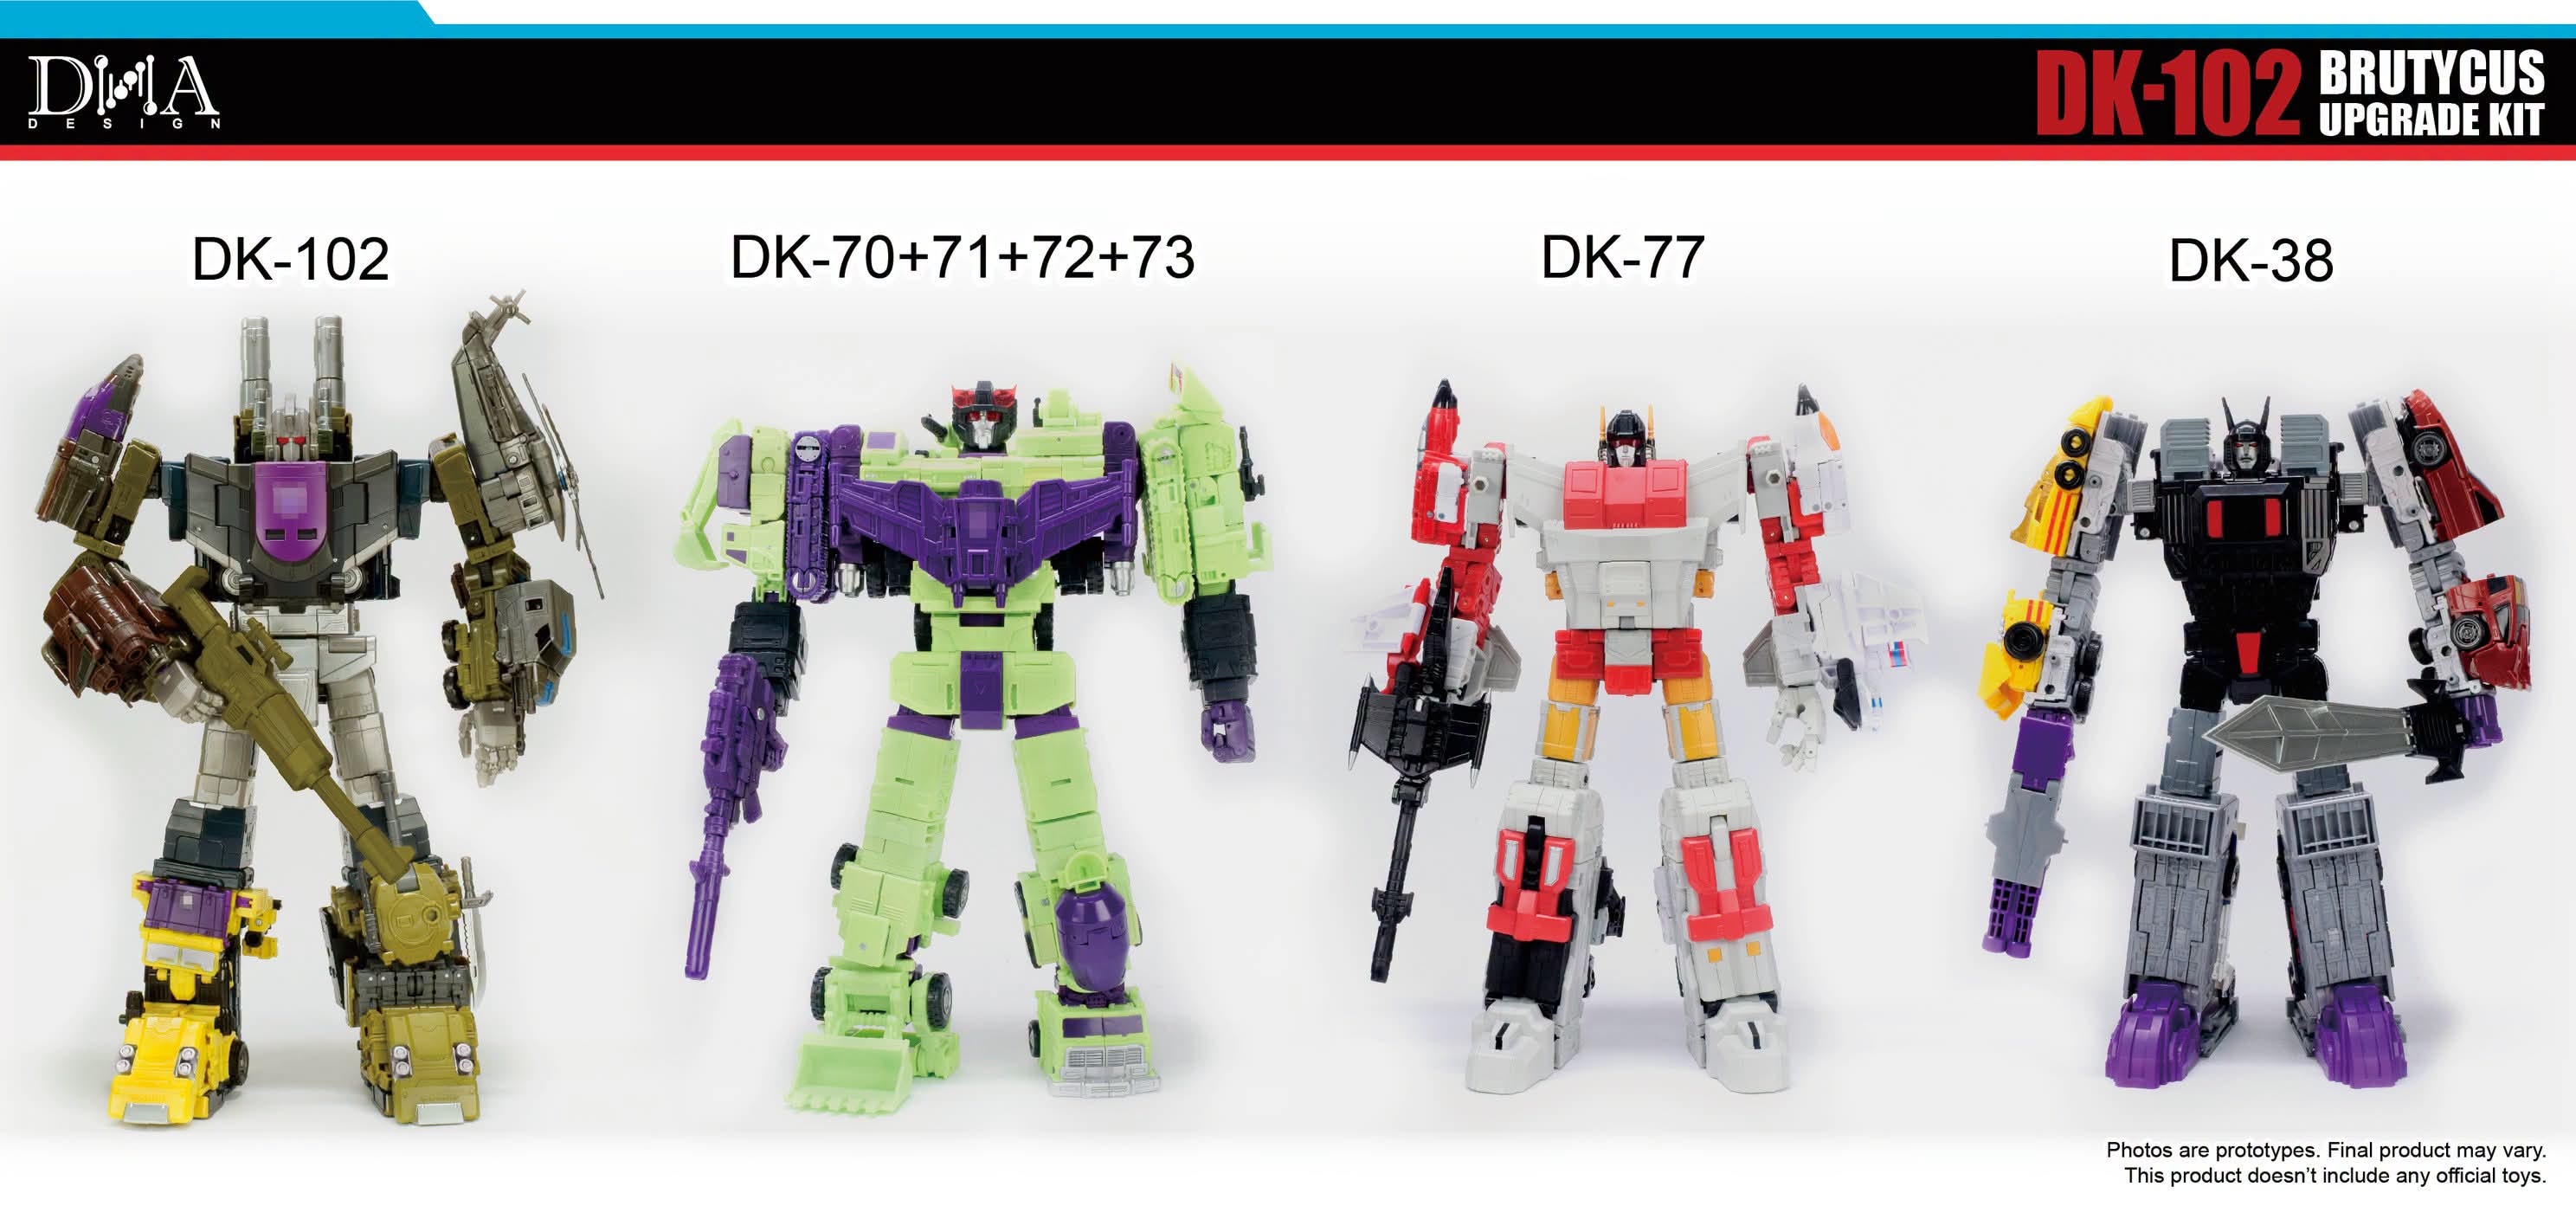 DNA
DESIGN
DK-102 BRUTYCUS
UPGRADE KIT
DK-102
DK-70+71+72+73
DK-77
DK-38
Photos are prototypes. Final product may vary.
This product doesn't include any official toys.